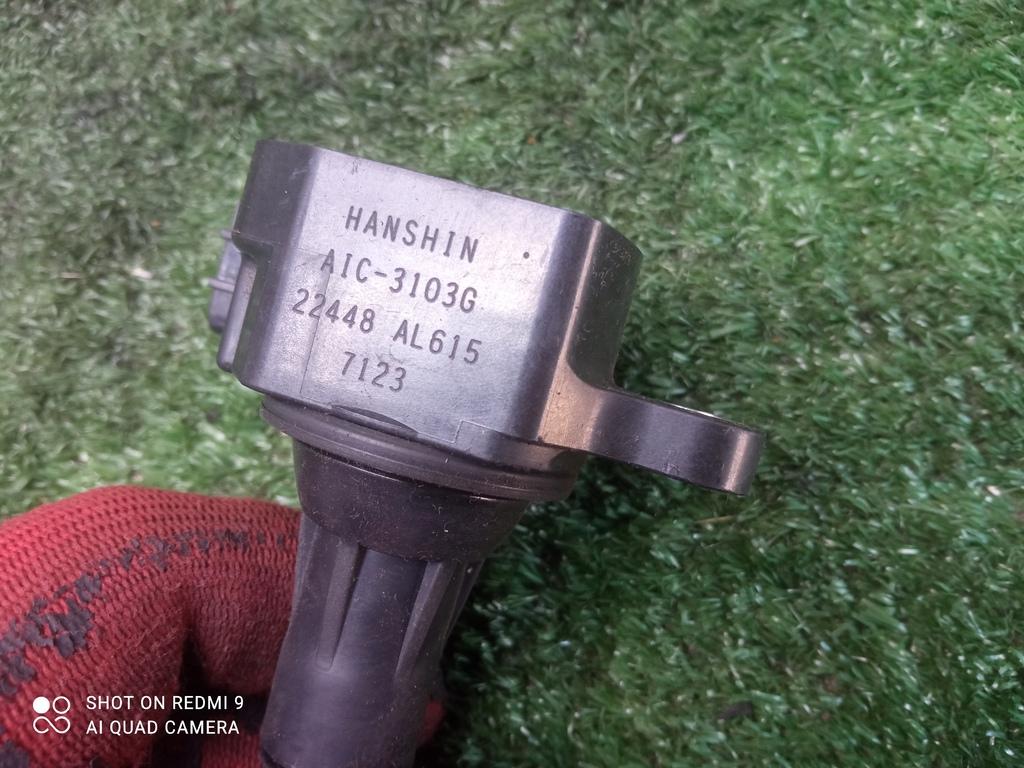 HANSHIN
AIC-3103G
22448 AL615
7123
SHOT ON REDMI 9
AI QUAD CAMERA